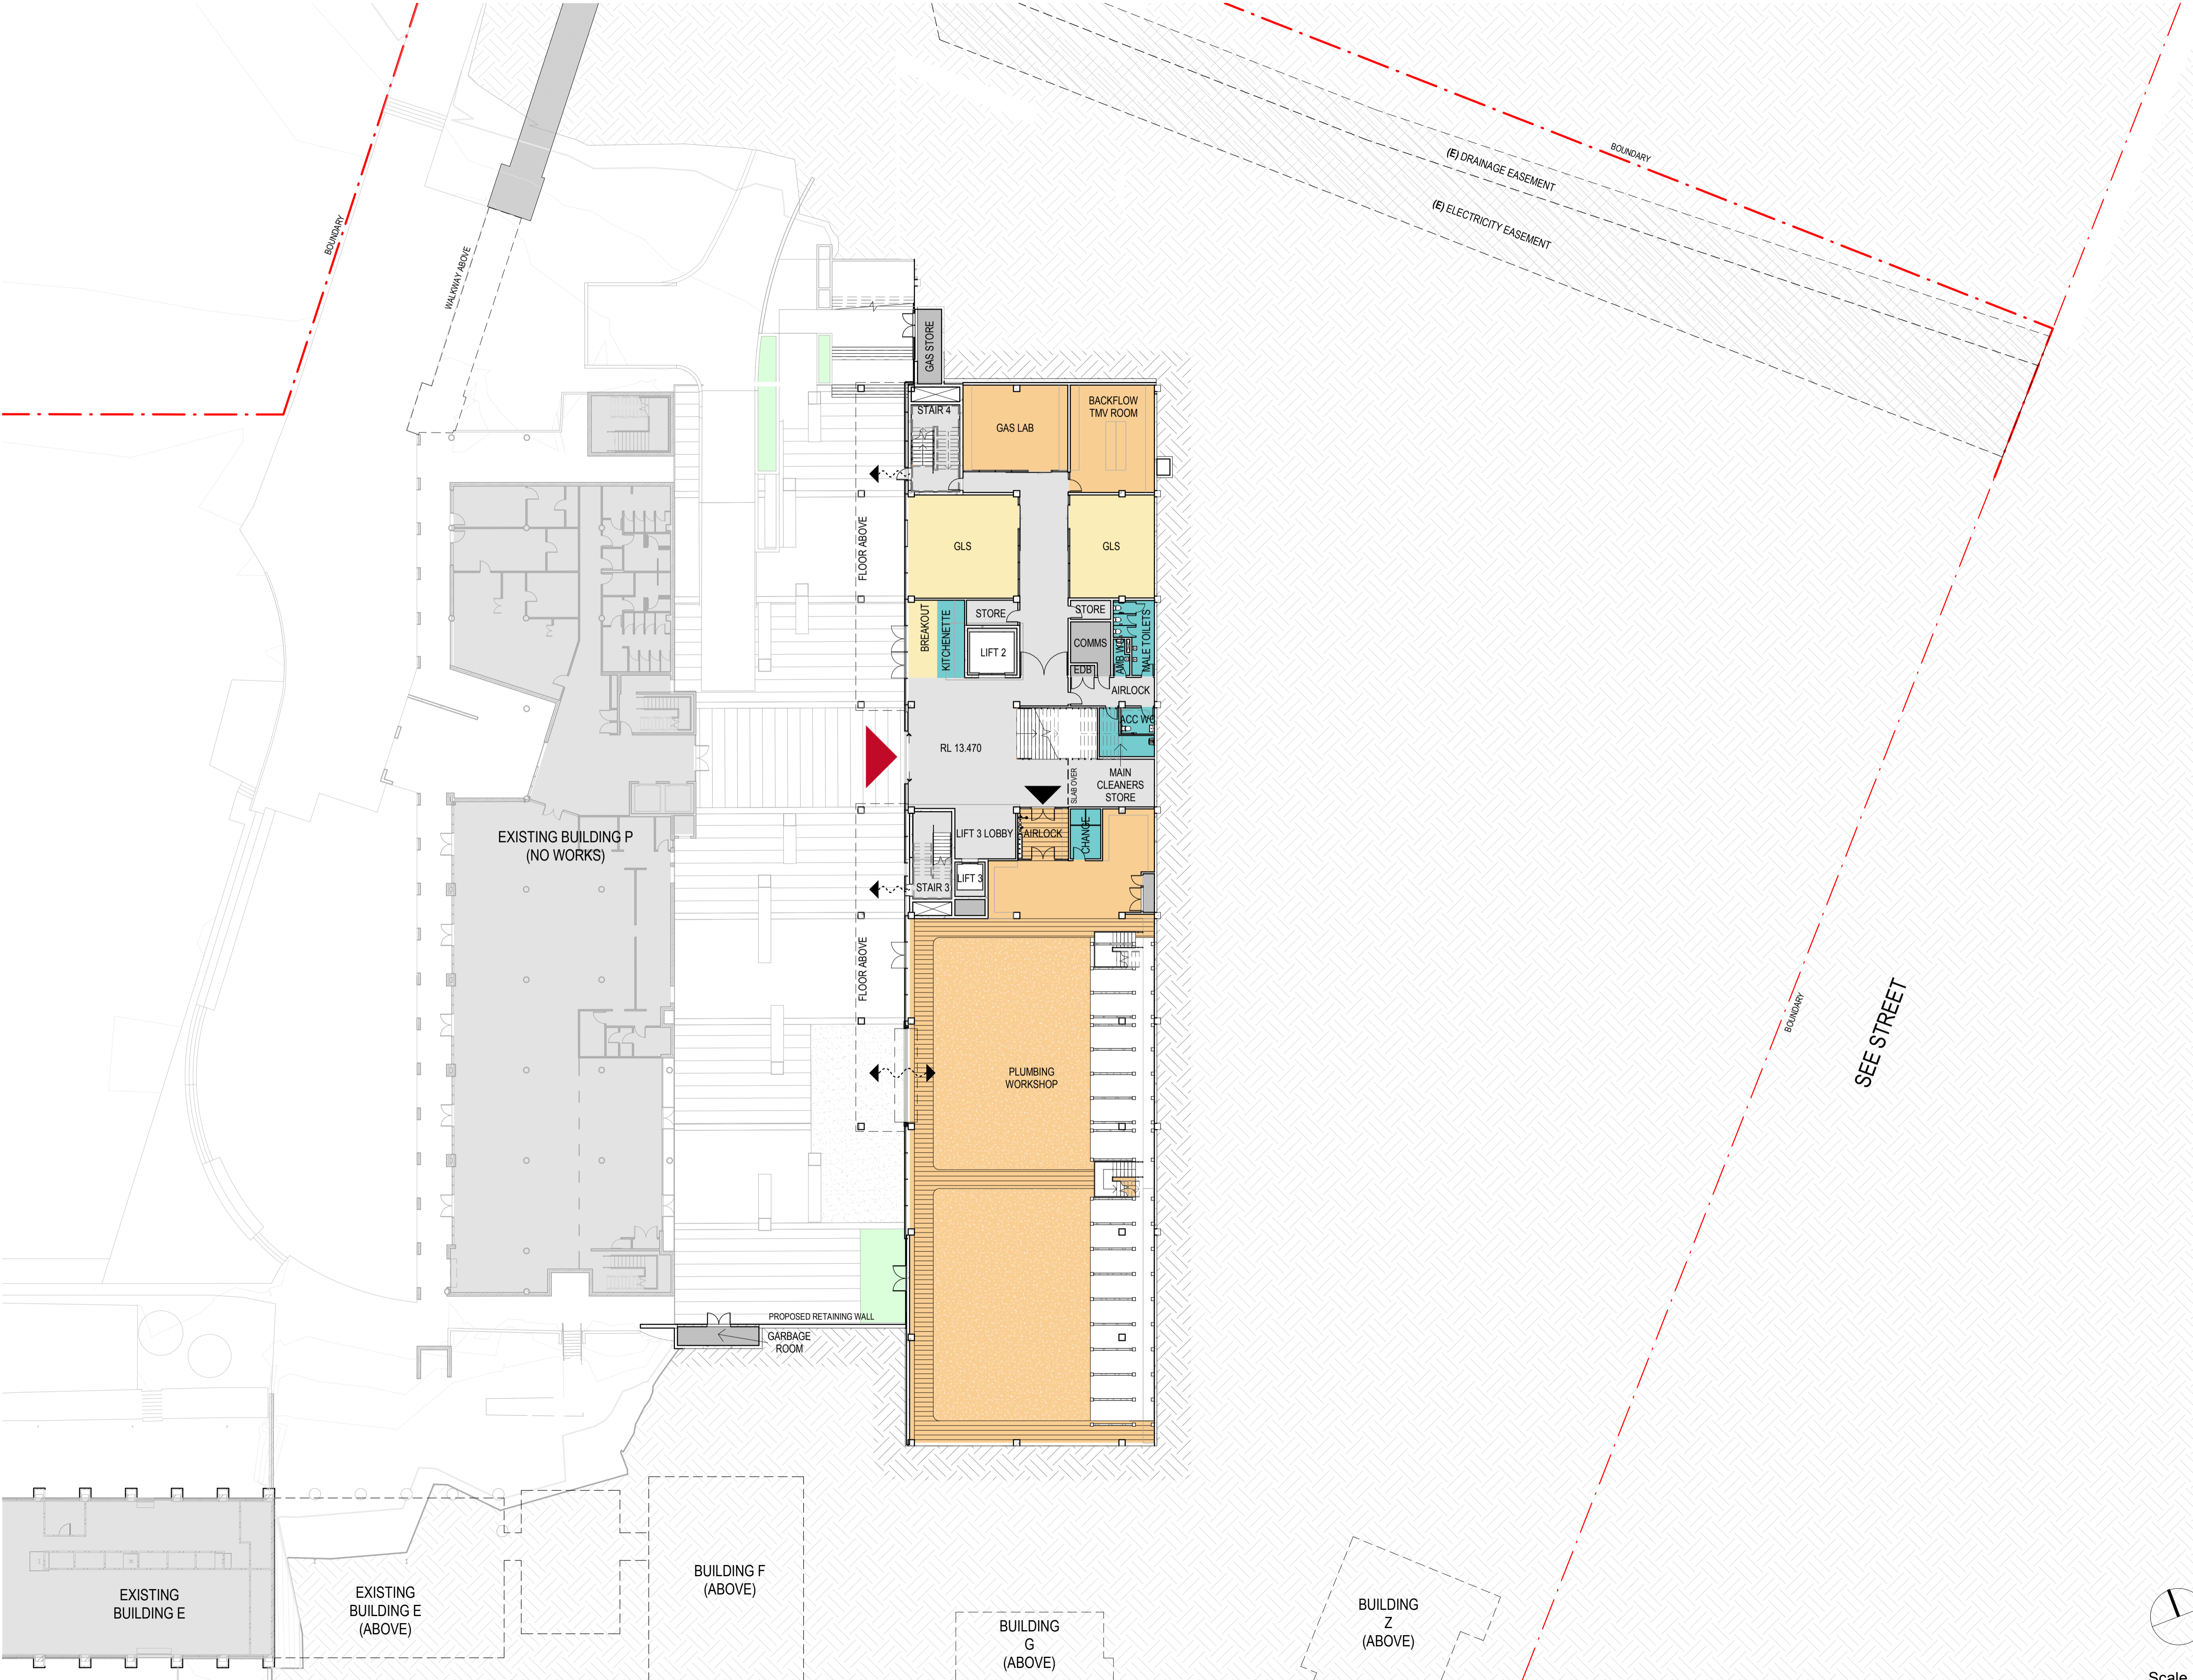 BOUNDARY
(E) DRAINAGE EASEMENT
(E) ELECTRICITY EASEMENT
BOUNDARY
WALKWAY ABOVE
GAS STORE
STAIR 4
GAS LAB
BACKFLOW
TMV ROOM
FLOOR ABOVE
GLS
GLS
BREAKOUT
KITCHENETTE
STORE
STORE
LIFT 2
COMMS
AMB WC
MALE TOILETS
EDB
AIRLOCK
ACC WC
RL 13.470
SLAB OVER
MAIN
CLEANERS
STORE
EXISTING BUILDING P
(NO WORKS)
LIFT 3 LOBBY
AIRLOCK
CHANGE
LIFT 3
STAIR 3
FLOOR ABOVE
PLUMBING
WORKSHOP
BOUNDARY
SEE STREET
PROPOSED RETAINING WALL
GARBAGE
ROOM
EXISTING
BUILDING E
EXISTING
BUILDING E
(ABOVE)
BUILDING F
(ABOVE)
BUILDING
G
(ABOVE)
BUILDING
Z
(ABOVE)
Scale